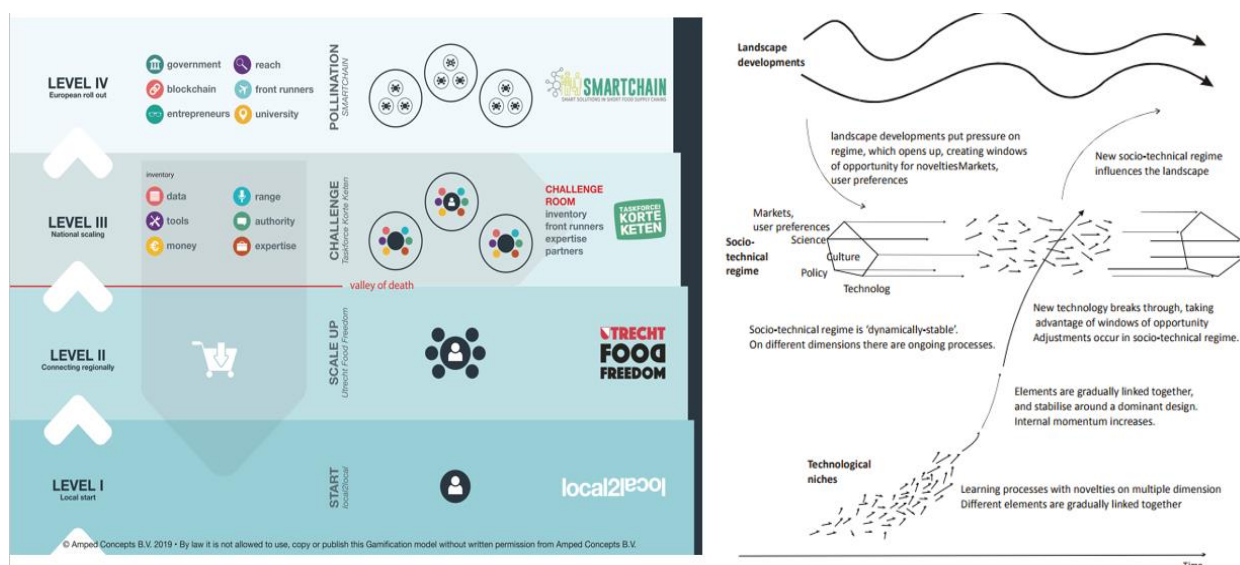 LEVEL IV
European roll out
government
blockchain
entrepreneurs
reach
front runners
university
POLLINATION
SMARTCHAIN
SMARTCHAIN
SMART SOLUTIONS IN SHORT FOOD SUPPLY CHAINS
LEVEL III
National scaling
inventory
data
tools
money
range
authority
expertise
CHALLENGE
Taskforce Korte Keten
CHALLENGE
ROOM
inventory
front runners
expertise
partners
TASKFORCE/
KORTE
KETEN
valley of death
LEVEL II
Connecting regionally
SCALE UP
Utrecht Food Freedom
UTRECHT
FOOD
FREEDOM
LEVEL I
Local start
START
local2local
local2local
© Amped Concepts B.V. 2019 • By law it is not allowed to use, copy or publish this Gamification model without written permission from Amped Concepts B.V.
Landscape
developments
landscape developments put pressure on
regime, which opens up, creating windows
of opportunity for noveltiesMarkets,
user preferences
New socio-technical regime
influences the landscape
Markets,
user preferences
Science
Socio-
technical
regime
Culture
Policy
Technolog
New technology breaks through, taking
advantage of windows of opportunity
Adjustments occur in socio-technical regime.
Socio-technical regime is 'dynamically-stable'.
On different dimensions there are ongoing processes.
Elements are gradually linked together,
and stabilise around a dominant design.
Internal momentum increases.
Technological
niches
Learning processes with novelties on multiple dimension
Different elements are gradually linked together
Time